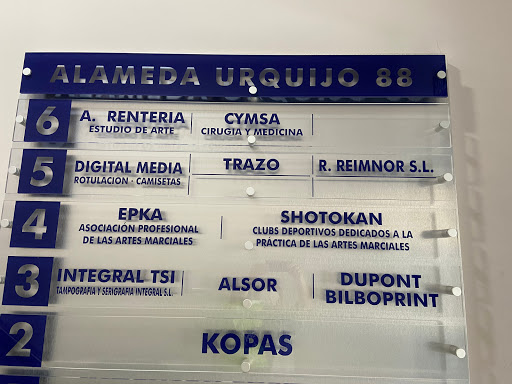 ALAMEDA URQUIJO 88
6
A. RENTERIA
ESTUDIO DE ARTE
CYMSA
CIRUGIA Y MEDICINA
5
DIGITAL MEDIA
ROTULACION - CAMISETAS
TRAZO
R. REIMNOR S.L.
4
EPKA
ASOCIACIÓN PROFESIONAL
DE LAS ARTES MARCIALES
SHOTOKAN
CLUBS DEPORTIVOS DEDICADOS A LA
PRÁCTICA DE LAS ARTES MARCIALES
3
INTEGRAL TSI
TAMPOGRAFIA Y SERIGRAFIA INTEGRAL S.L.
ALSOR
DUPONT
BILBOPRINT
2
KOPAS